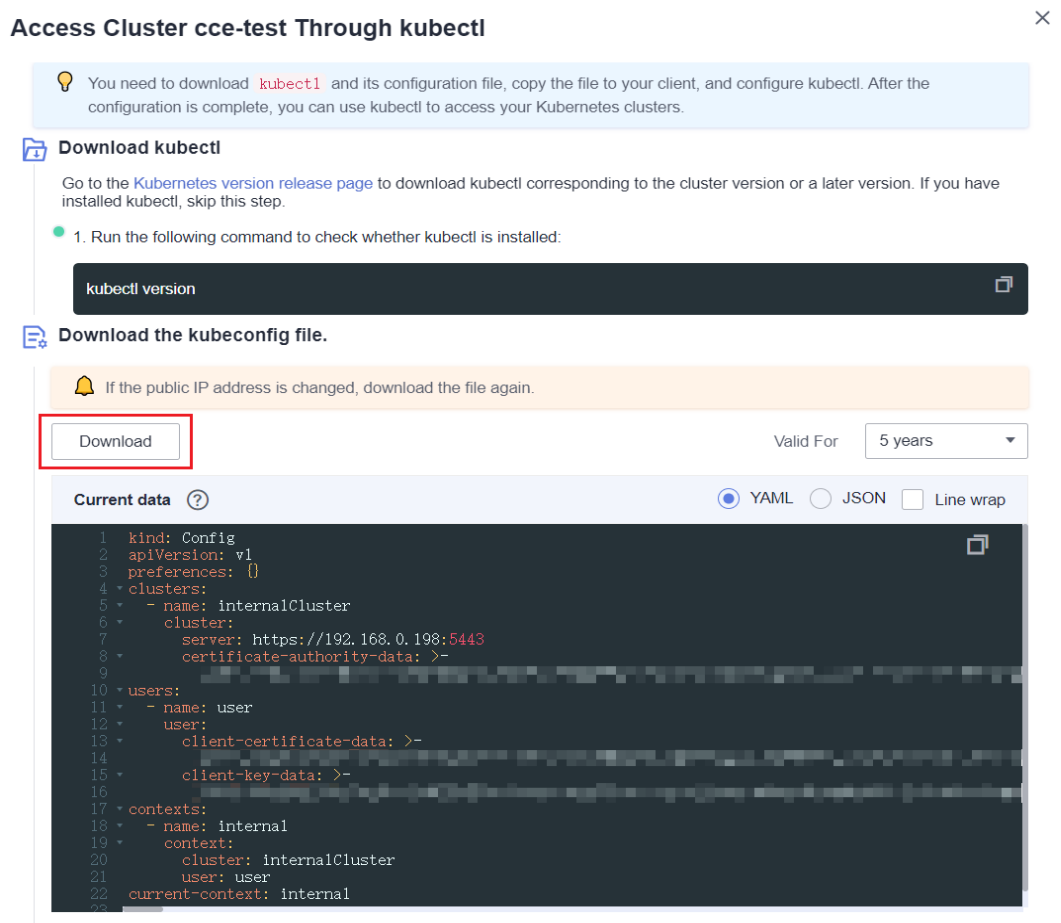 Access Cluster cce-test Through kubectl
You need to download kubectl and its configuration file, copy the file to your client, and configure kubectl. After the
configuration is complete, you can use kubectl to access your Kubernetes clusters.
Download kubectl
Go to the Kubernetes version release page to download kubectl corresponding to the cluster version or a later version. If you have
installed kubectl, skip this step.
1. Run the following command to check whether kubectl is installed:
kubectl version
Download the kubeconfig file.
If the public IP address is changed, download the file again.
Download
Valid For 5 years
Current data ? YAML JSON Line wrap
1 kind: Config
2 apiVersion: v1
3 preferences: {}
4 clusters:
5 - name: internalCluster
6 cluster:
7 server: https://192.168.0.198:5443
8 certificate-authority-data: >-
9
10 users:
11 - name: user
12 user:
13 client-certificate-data: >-
14
15 client-key-data: >-
16
17 contexts:
18 - name: internal
19 context:
20 cluster: internalCluster
21 user: user
22 current-context: internal
23